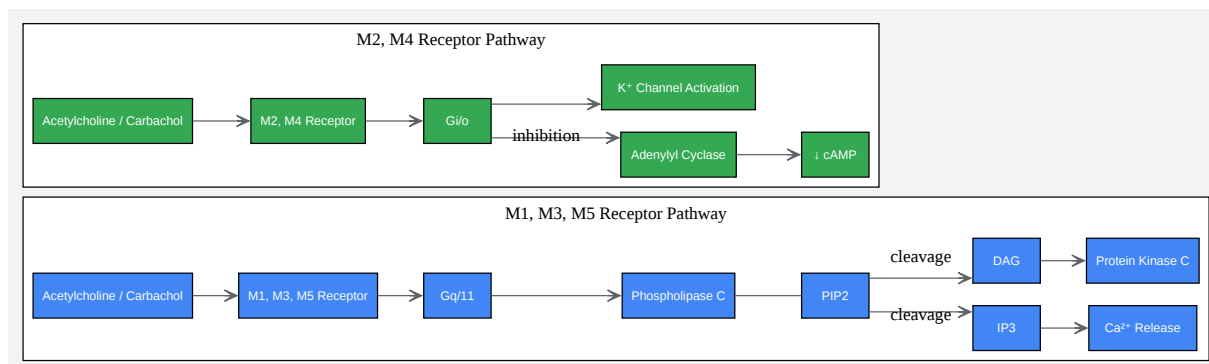 M2, M4 Receptor Pathway
Acetylcholine / Carbachol
M2, M4 Receptor
Gi/o
K⁺ Channel Activation
inhibition
Adenylyl Cyclase
↓ cAMP
M1, M3, M5 Receptor Pathway
Acetylcholine / Carbachol
M1, M3, M5 Receptor
Gq/11
Phospholipase C
PIP2
cleavage
DAG
Protein Kinase C
cleavage
IP3
Ca²⁺ Release